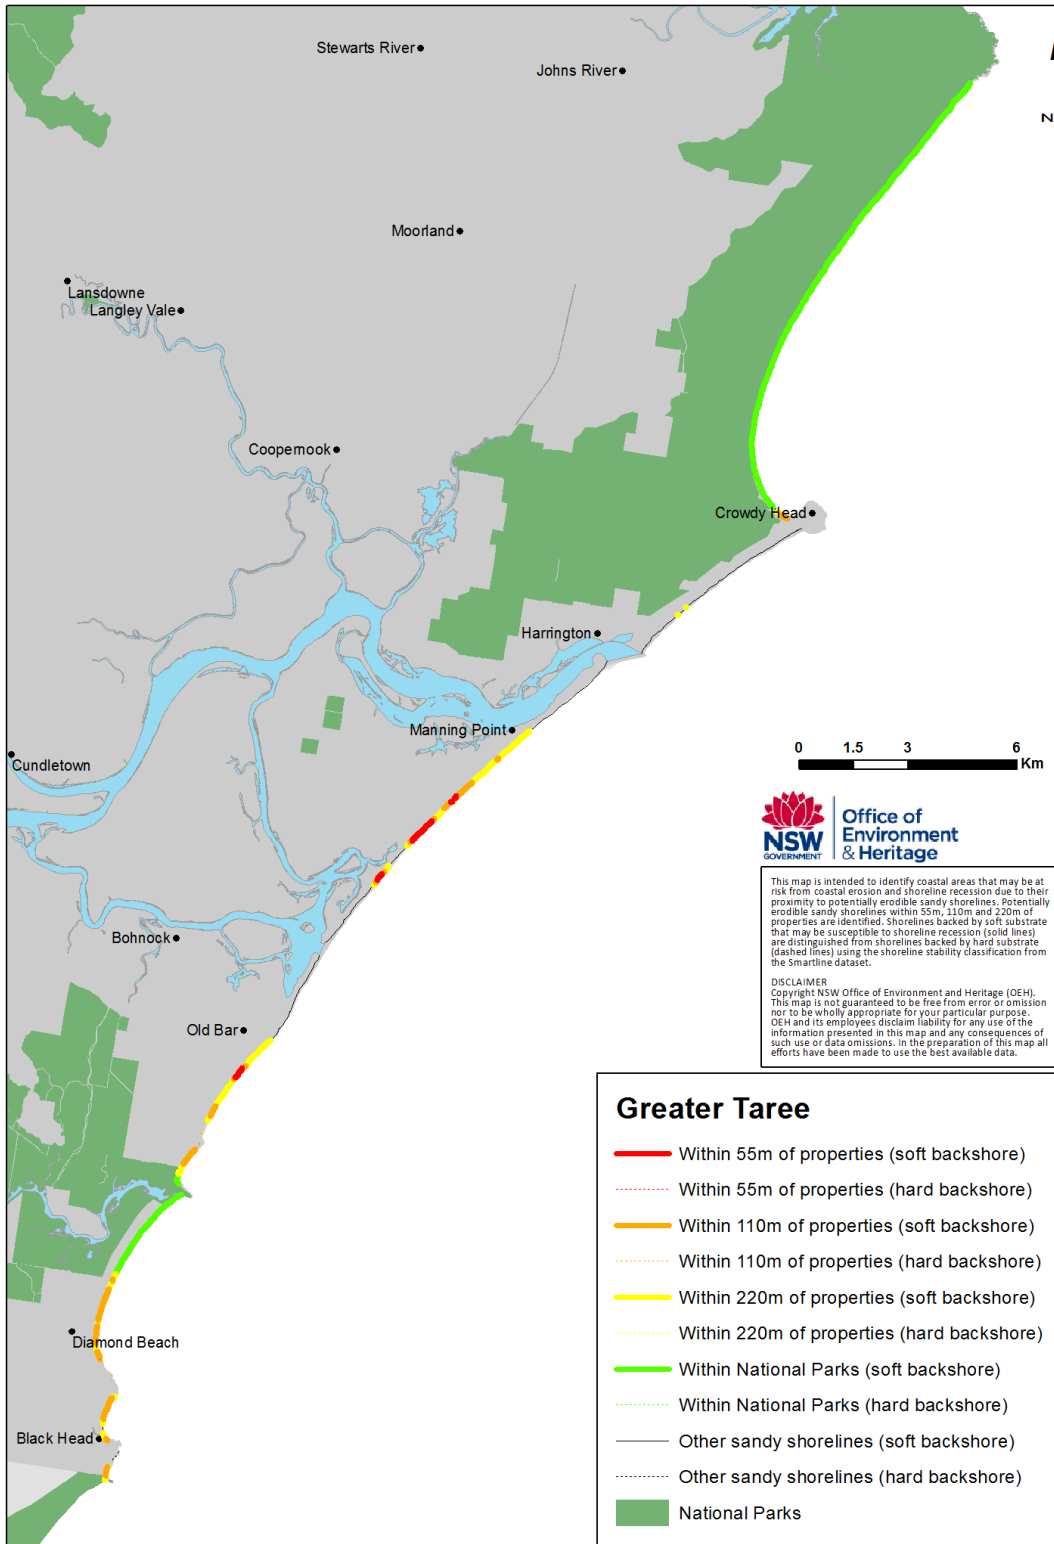 Stewarts River
Johns River
Z
Moorland
Lansdowne
Langley Vale
Coopernook
Crowdy Head
Harrington
Manning Point
Cundletown
0 1.5 3 6
Km
NSW
GOVERNMENT
Office of
Environment
& Heritage
This map is intended to identify coastal areas that may be at
risk from coastal erosion and shoreline recession due to their
proximity to potentially erodible sandy shorelines. Potentially
erodible sandy shorelines within 55m, 110m and 220m of
properties are identified. Shorelines backed by soft substrate
that may be susceptible to shoreline recession (solid lines)
are distinguished from shorelines backed by hard substrate
(dashed lines) using the shoreline stability classification from
the Smartline dataset.
DISCLAIMER
Copyright NSW Office of Environment and Heritage (OEH).
This map is not guaranteed to be free from error or omission
nor to be wholly appropriate for your particular purpose.
OEH and its employees disclaim liability for any use of the
information presented in this map and any consequences of
such use or data omissions. In the preparation of this map all
efforts have been made to use the best available data.
Bohnock
Old Bar
Diamond Beach
Black Head
Greater Taree
Within 55m of properties (soft backshore)
Within 55m of properties (hard backshore)
Within 110m of properties (soft backshore)
Within 110m of properties (hard backshore)
Within 220m of properties (soft backshore)
Within 220m of properties (hard backshore)
Within National Parks (soft backshore)
Within National Parks (hard backshore)
Other sandy shorelines (soft backshore)
Other sandy shorelines (hard backshore)
National Parks